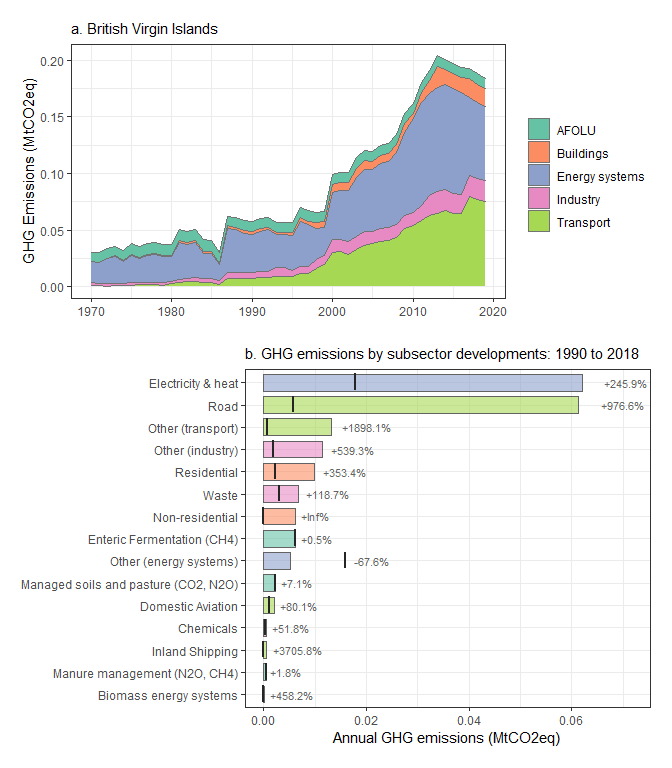 a. British Virgin Islands
GHG Emissions (MtCO2eq)
0.20
0.15
0.10
0.05
0.00
1970
1980
1990
2000
2010
2020
AFOLU
Buildings
Energy systems
Industry
Transport
b. GHG emissions by subsector developments: 1990 to 2018
Electricity & heat +245.9%
Road +976.6%
Other (transport) +1898.1%
Other (industry) +539.3%
Residential +353.4%
Waste +118.7%
Non-residential +Inf%
Enteric Fermentation (CH4) +0.5%
Other (energy systems) -67.6%
Managed soils and pasture (CO2, N2O) +7.1%
Domestic Aviation +80.1%
Chemicals +51.8%
Inland Shipping +3705.8%
Manure management (N2O, CH4) +1.8%
Biomass energy systems +458.2%
0.00
0.02
0.04
0.06
Annual GHG emissions (MtCO2eq)